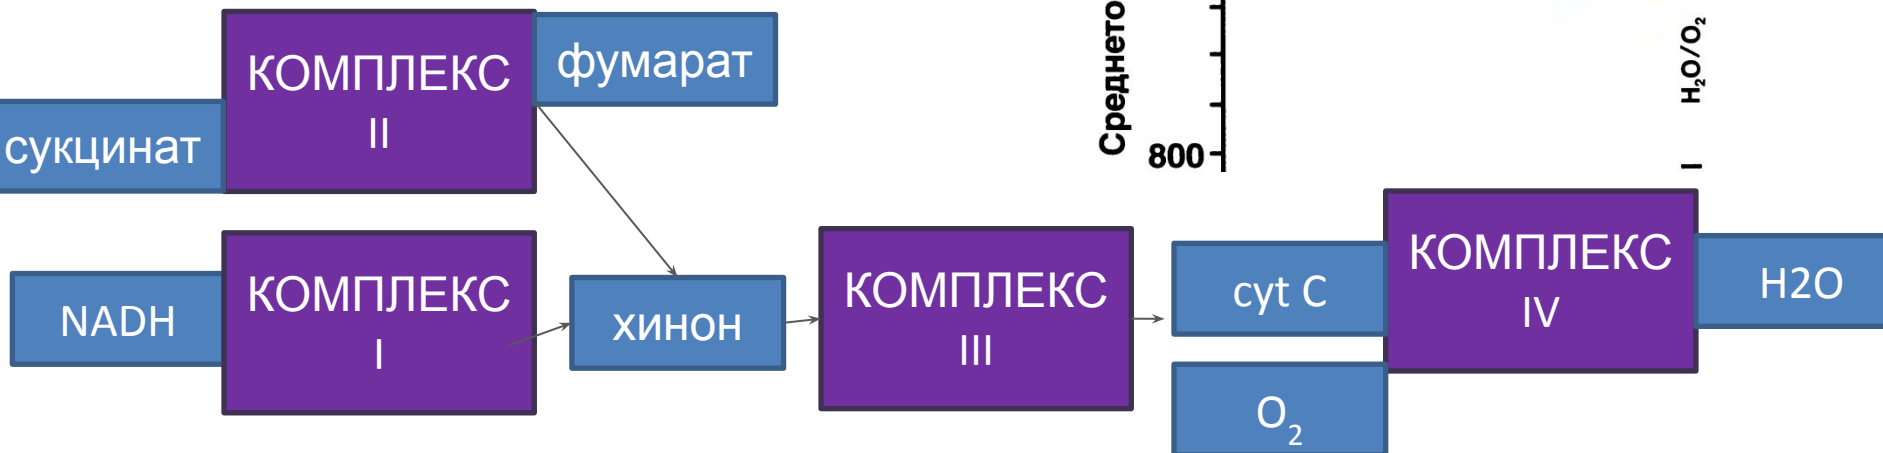 КОМПЛЕКС
II
фумарат
сукцинат
Среднето
800
H₂O/O₂
NADH
КОМПЛЕКС
I
хинон
КОМПЛЕКС
III
cyt C
O₂
КОМПЛЕКС
IV
H2O